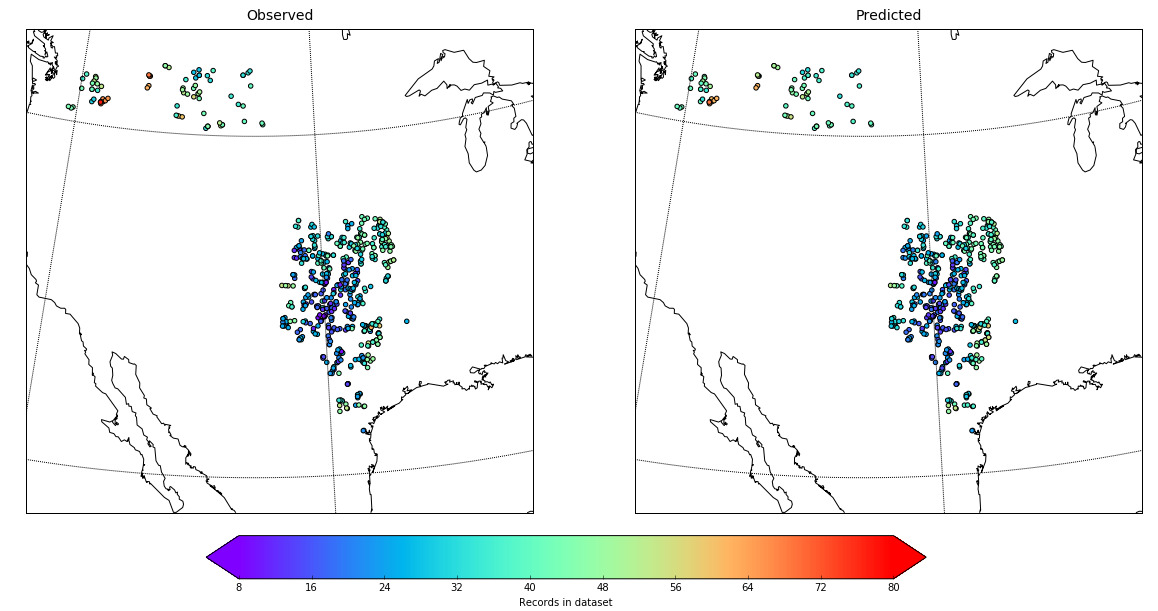 Observed
Predicted
8 16 24 32 40 48 56 64 72 80
Records in dataset